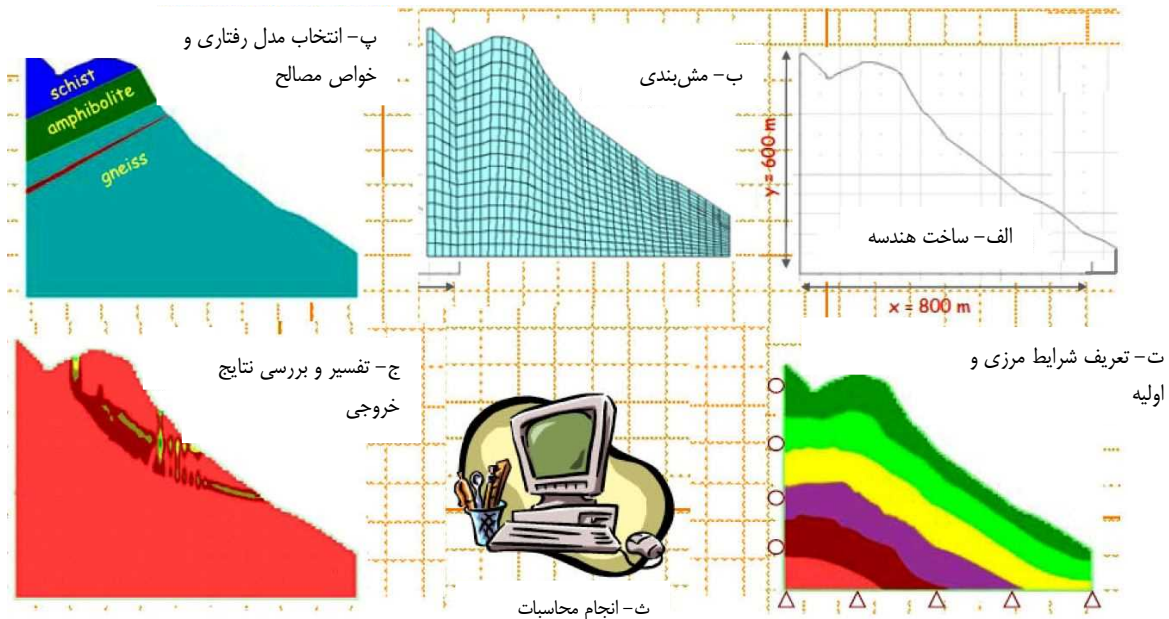 الف- ساخت هندسه
y = 600 m
x = 800 m
ب- مش‌بندی
پ- انتخاب مدل رفتاری و
خواص مصالح
schist
amphibolite
gneiss
ت- تعریف شرایط مرزی و
اولیه
ث- انجام محاسبات
ج- تفسیر و بررسی نتایج
خروجی